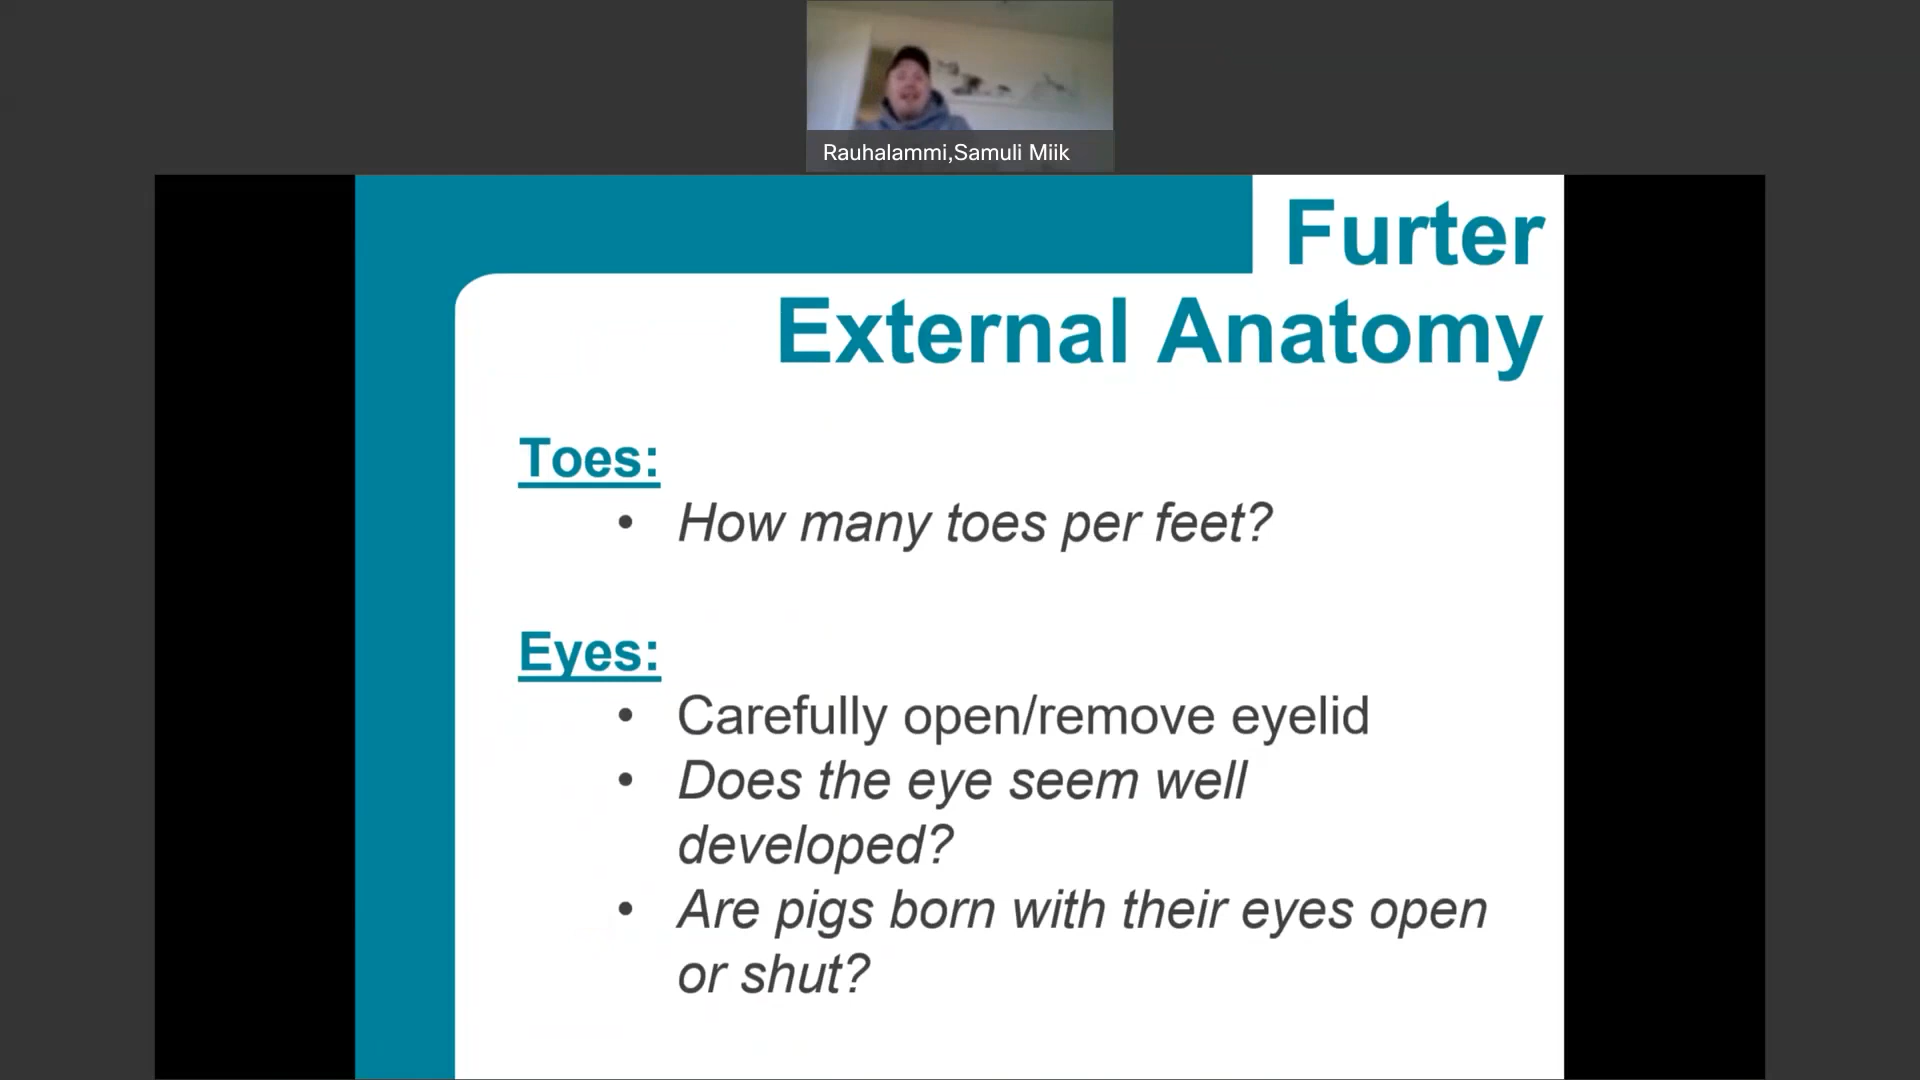 Rauhalammi,Samuli Miik
Furter
External Anatomy
Toes:
• How many toes per feet?
Eyes:
• Carefully open/remove eyelid
• Does the eye seem well
developed?
• Are pigs born with their eyes open
or shut?